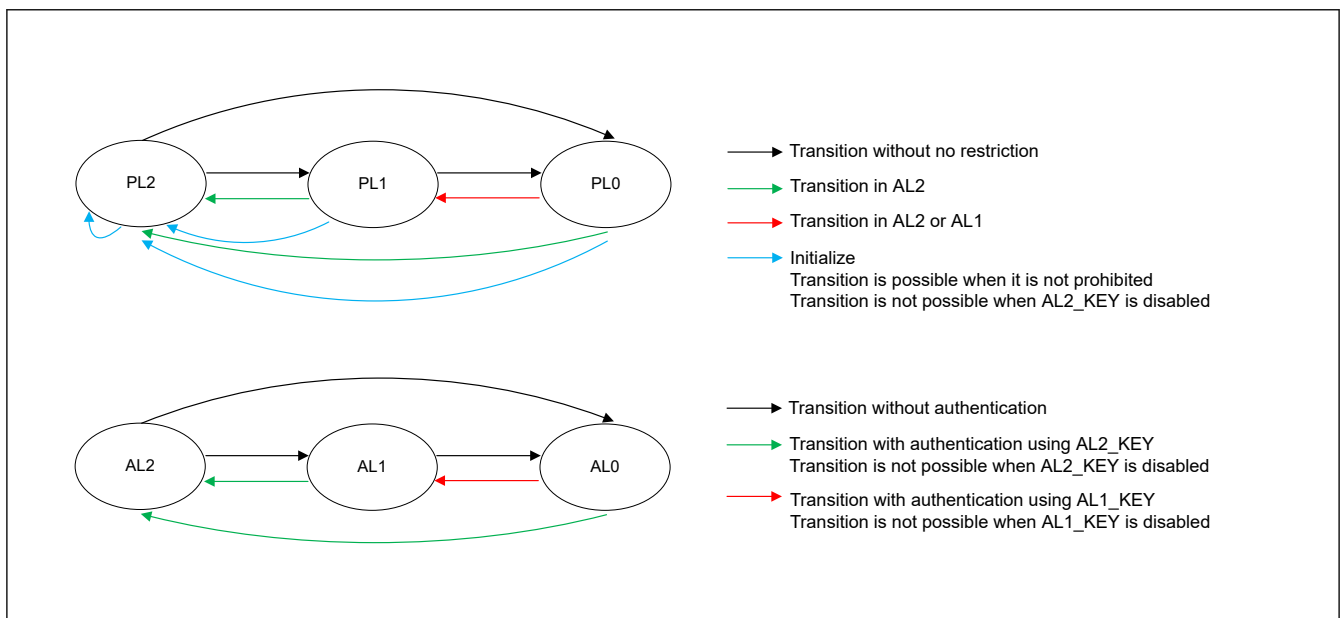 PL2
PL1
PL0
Transition without no restriction
Transition in AL2
Transition in AL2 or AL1
Initialize
Transition is possible when it is not prohibited
Transition is not possible when AL2_KEY is disabled
AL2
AL1
AL0
Transition without authentication
Transition with authentication using AL2_KEY
Transition is not possible when AL2_KEY is disabled
Transition with authentication using AL1_KEY
Transition is not possible when AL1_KEY is disabled